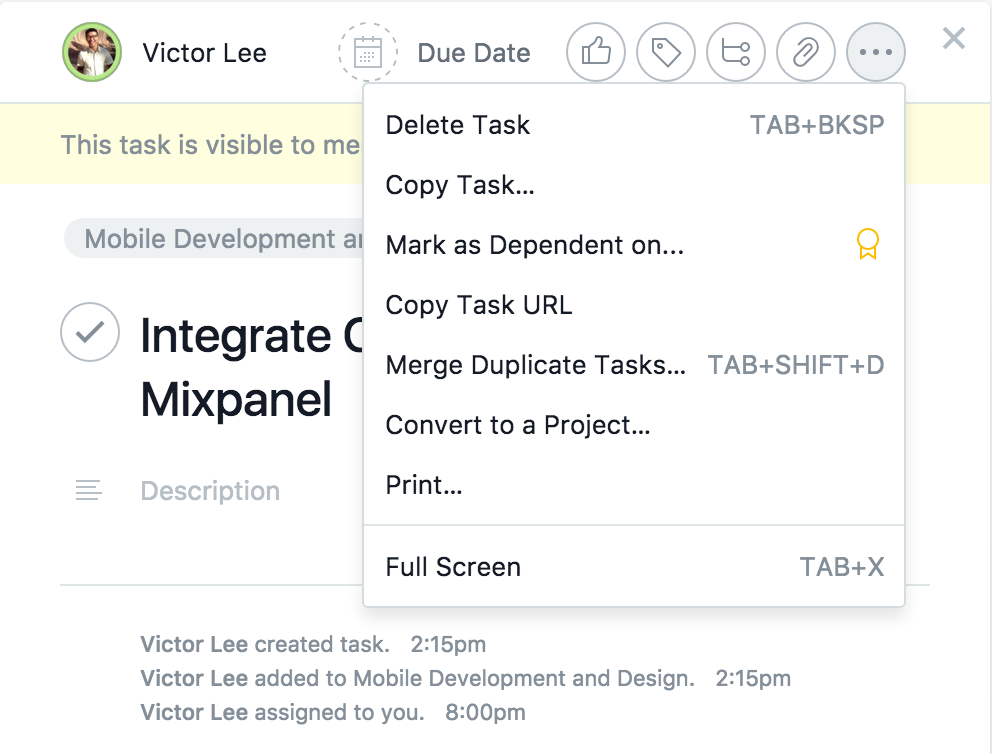 Victor Lee
Due Date
This task is visible to me
Delete Task TAB+BKSP
Copy Task...
Mark as Dependent on...
Copy Task URL
Merge Duplicate Tasks... TAB+SHIFT+D
Convert to a Project...
Print...
Full Screen TAB+X
Mobile Development
Integrate
Mixpanel
Description
Victor Lee created task. 2:15pm
Victor Lee added to Mobile Development and Design. 2:15pm
Victor Lee assigned to you. 8:00pm